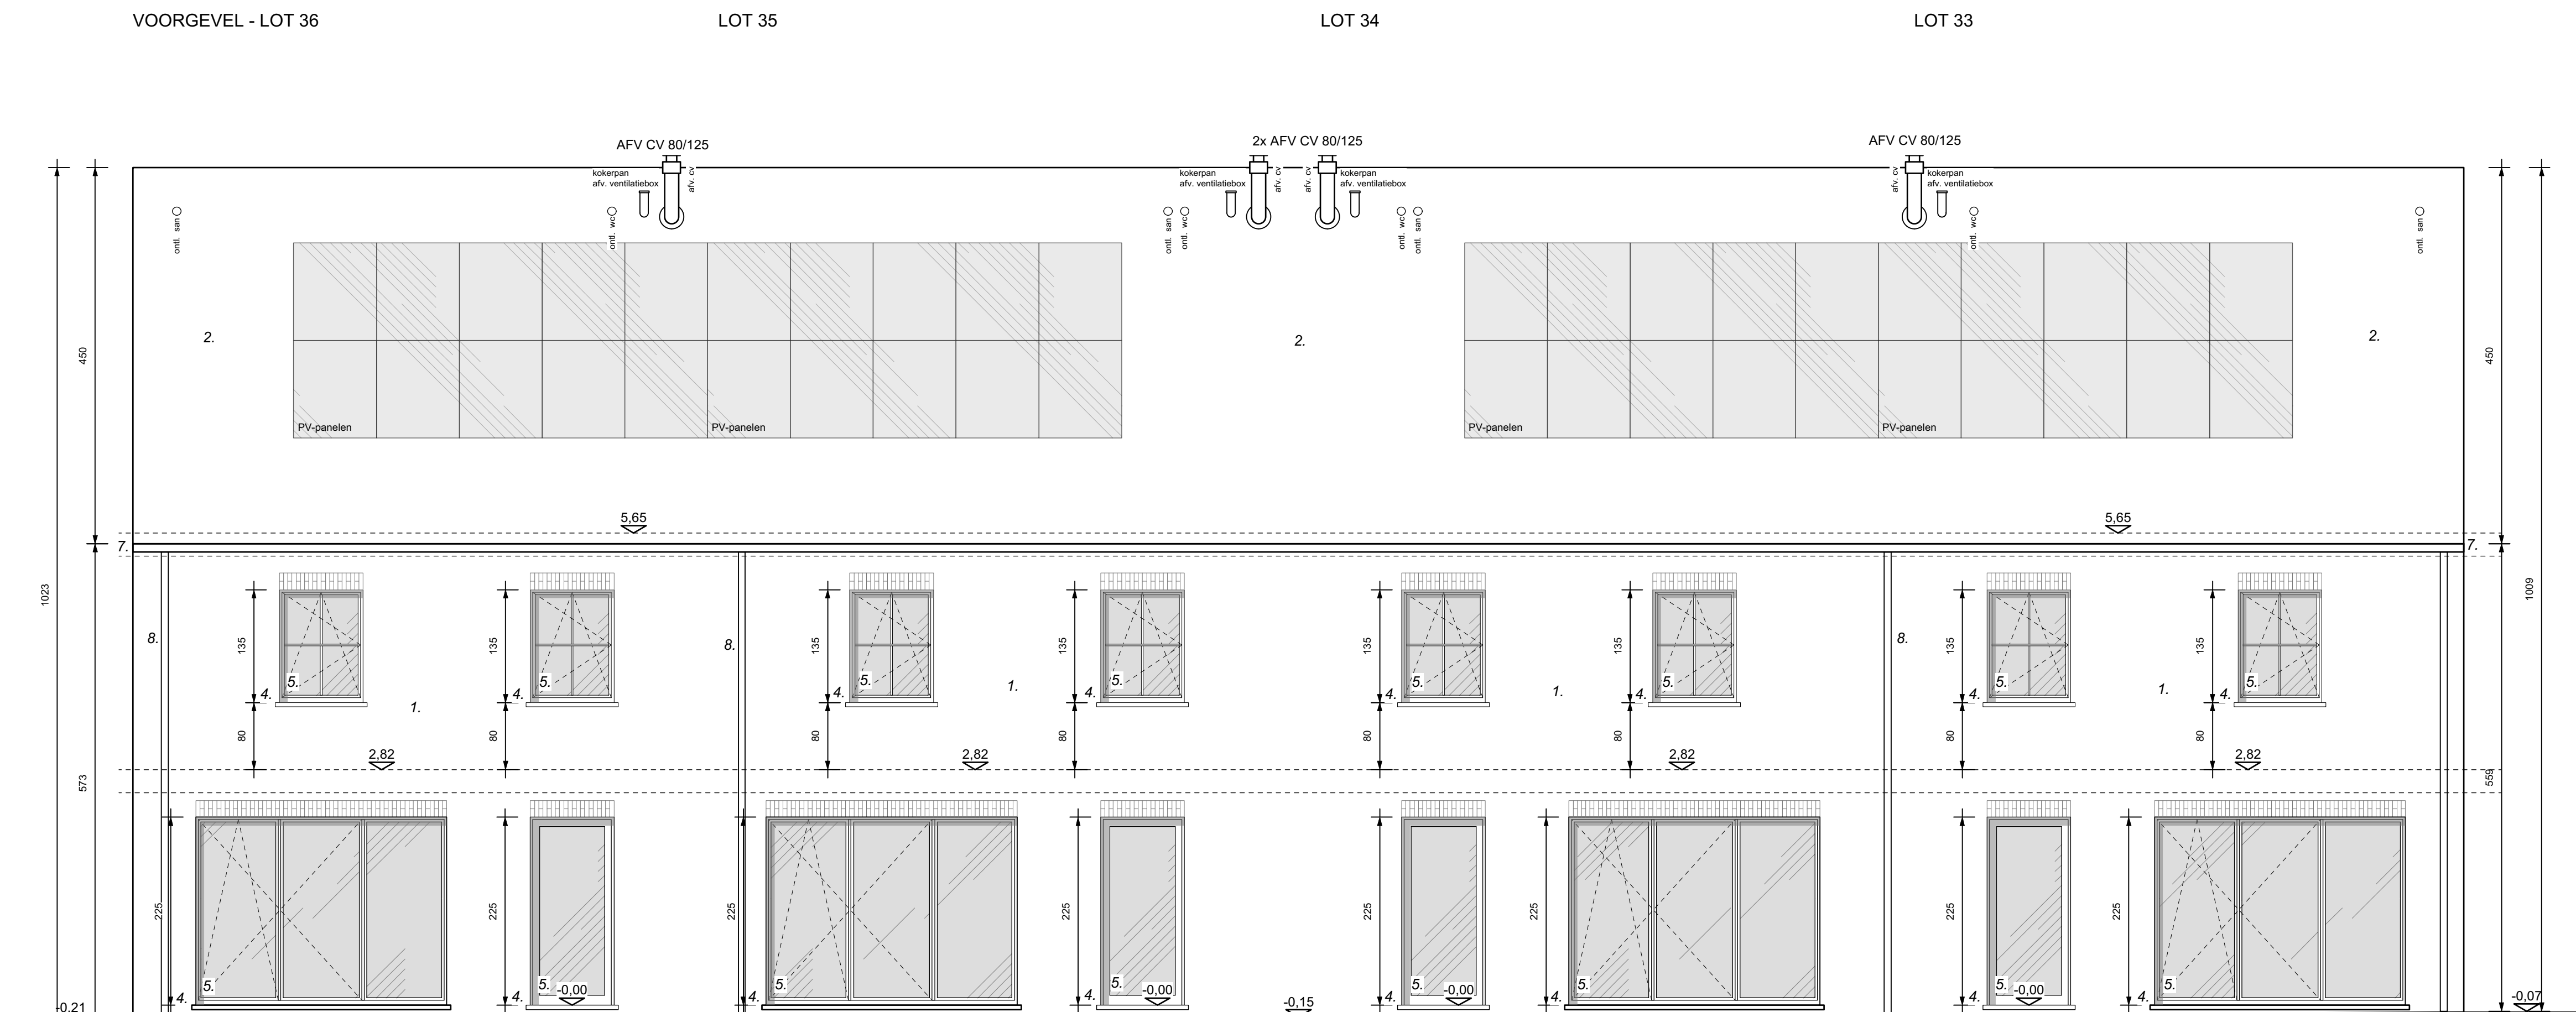 VOORGEVEL - LOT 36
LOT 35
LOT 34
LOT 33
AFV CV 80/125
2x AFV CV 80/125
AFV CV 80/125
kokerpan
afv. ventilatiebox
afv. cv
kokerpan
afv. ventilatiebox
afv. cv
afv. cv
kokerpan
afv. ventilatiebox
afv. cv
kokerpan
afv. ventilatiebox
ontl. san
ontl. wc
ontl. san
ontl. wc
ontl. wc
ontl. san
ontl. wc
ontl. san
2.
2.
2.
450
450
PV-panelen
PV-panelen
PV-panelen
PV-panelen
5,65
5,65
7.
7.
1023
1009
8.
8.
8.
135
135
135
135
135
135
135
135
5.
5.
5.
5.
5.
5.
5.
5.
4.
4.
4.
4.
4.
4.
4.
4.
1.
1.
1.
1.
80
80
80
80
80
80
80
80
2,82
2,82
2,82
2,82
573
559
225
225
225
225
225
225
225
225
5.
5.
5.
5.
5.
5.
5.
5.
-0,00
-0,00
-0,00
-0,00
4.
4.
4.
4.
4.
4.
4.
4.
-0,21
-0,15
-0,07